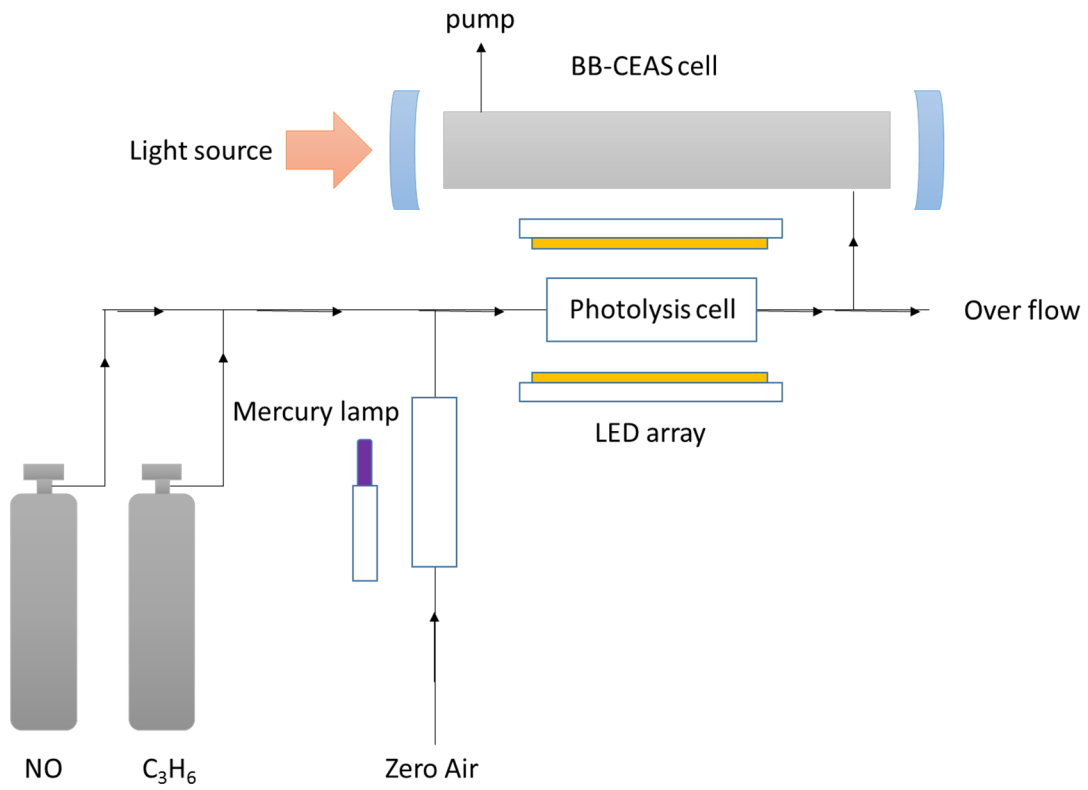 pump
BB-CEAS cell
Light source
Photolysis cell
Over flow
Mercury lamp
LED array
NO
C₃H₆
Zero Air